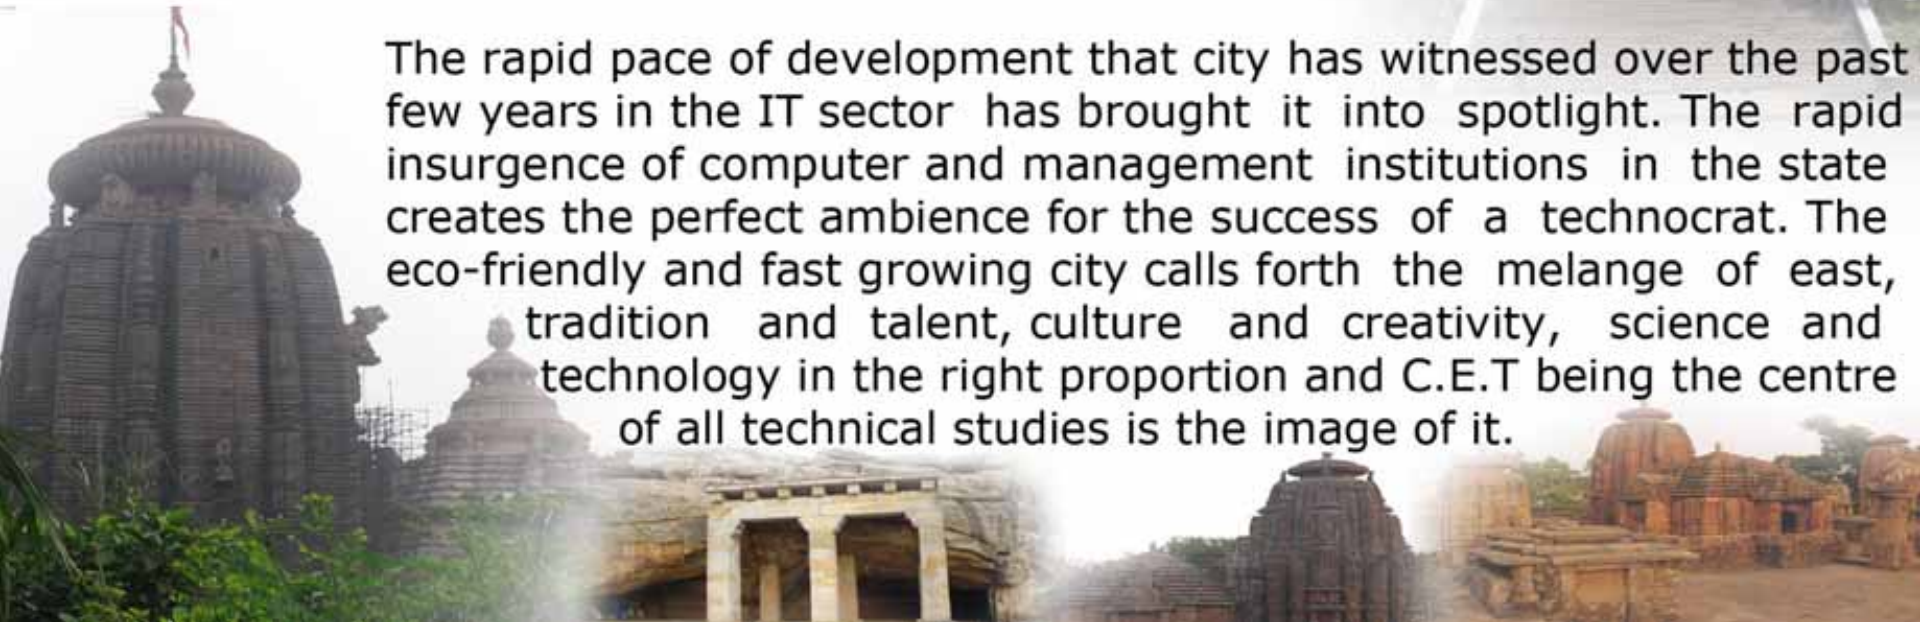 The rapid pace of development that city has witnessed over the past
few years in the IT sector has brought it into spotlight. The rapid
insurgence of computer and management institutions in the state
creates the perfect ambience for the success of a technocrat. The
eco-friendly and fast growing city calls forth the melange of east,
tradition and talent, culture and creativity, science and
technology in the right proportion and C.E.T being the centre
of all technical studies is the image of it.